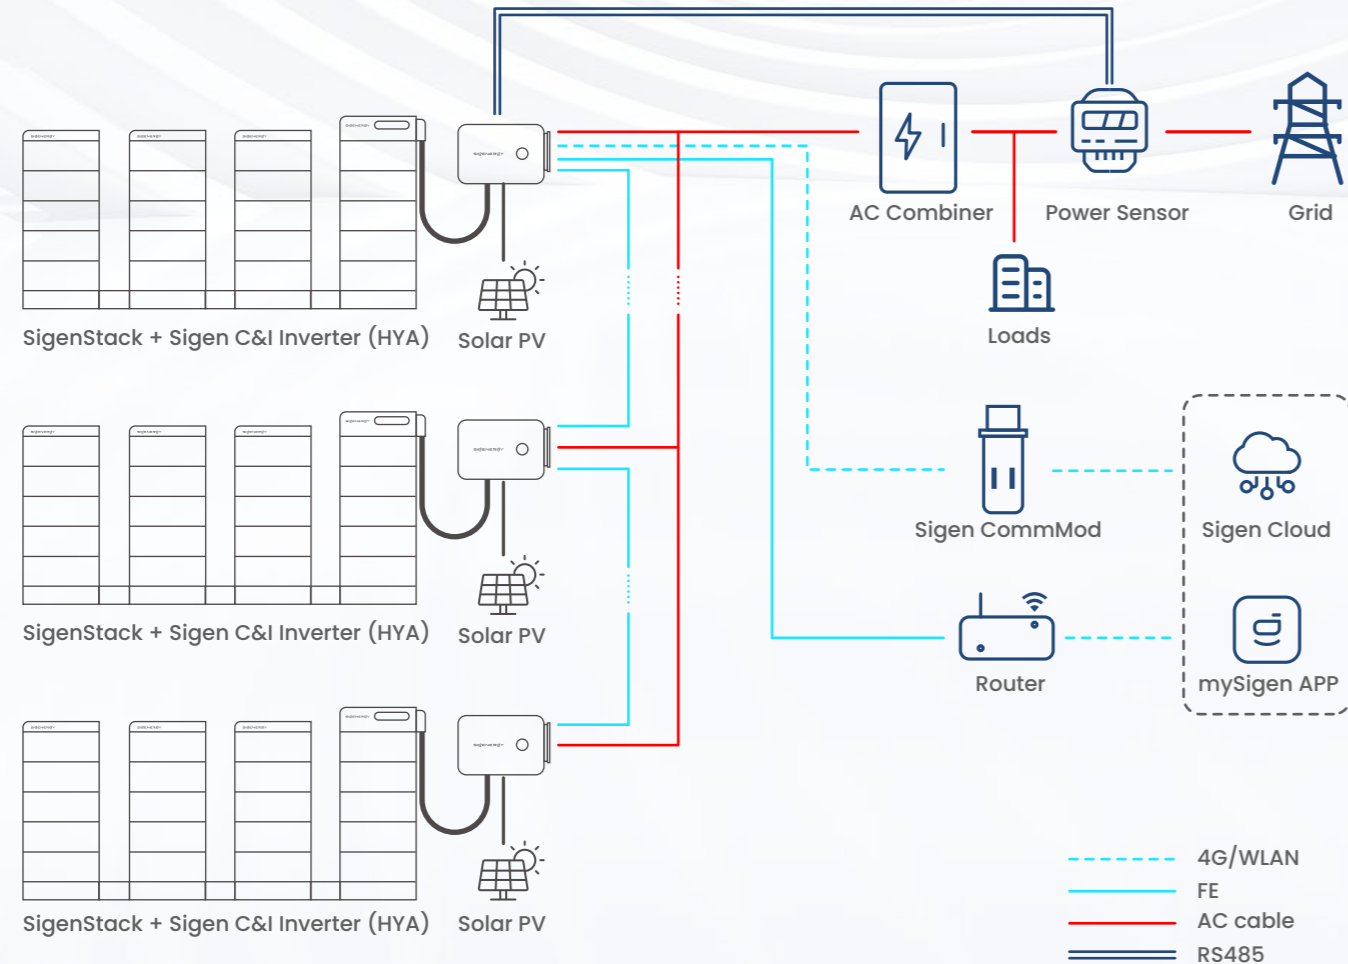 AC Combiner
Power Sensor
Grid
Loads
SigenStack + Sigen C&I Inverter (HYA)
Solar PV
Sigen CommMod
Sigen Cloud
SigenStack + Sigen C&I Inverter (HYA)
Solar PV
Router
mySigen APP
4G/WLAN
FE
AC cable
RS485
SigenStack + Sigen C&I Inverter (HYA)
Solar PV